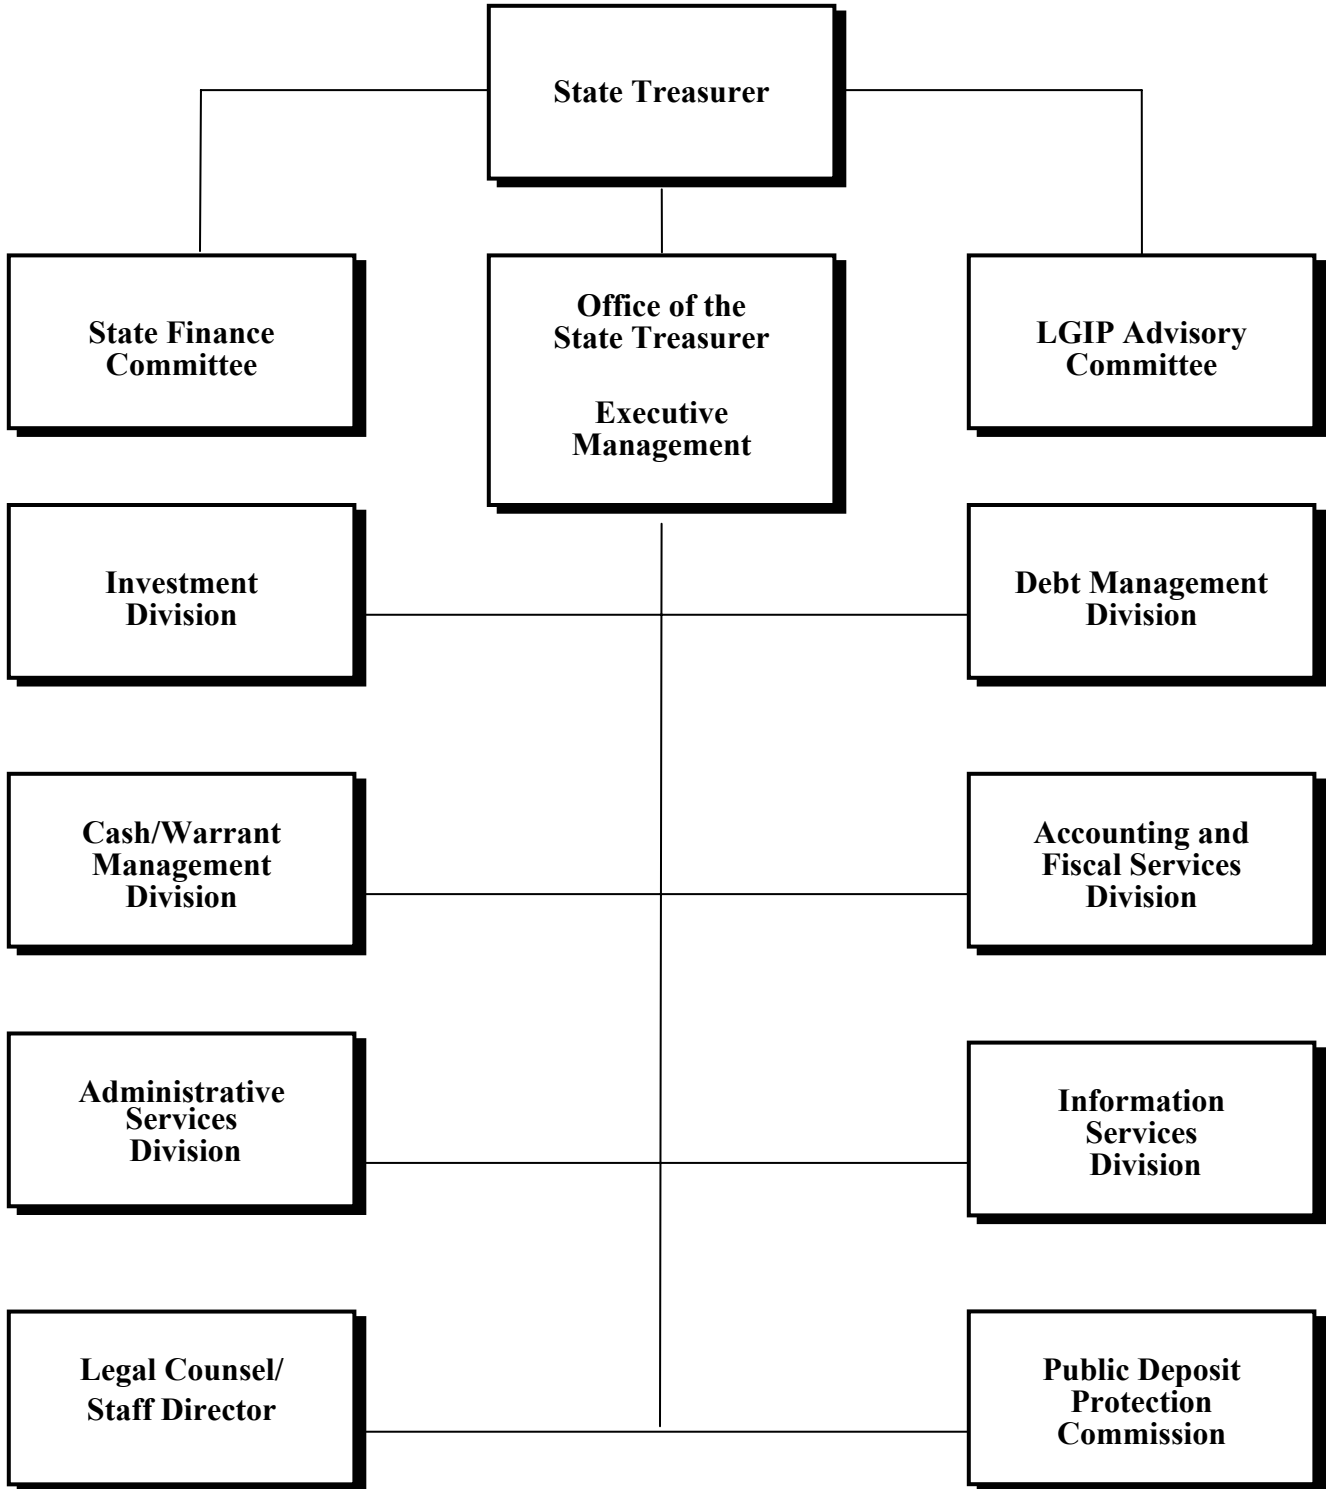 State Treasurer
State Finance
Committee
Office of the
State Treasurer
Executive
Management
LGIP Advisory
Committee
Investment
Division
Debt Management
Division
Cash/Warrant
Management
Division
Accounting and
Fiscal Services
Division
Administrative
Services
Division
Information
Services
Division
Legal Counsel/
Staff Director
Public Deposit
Protection
Commission